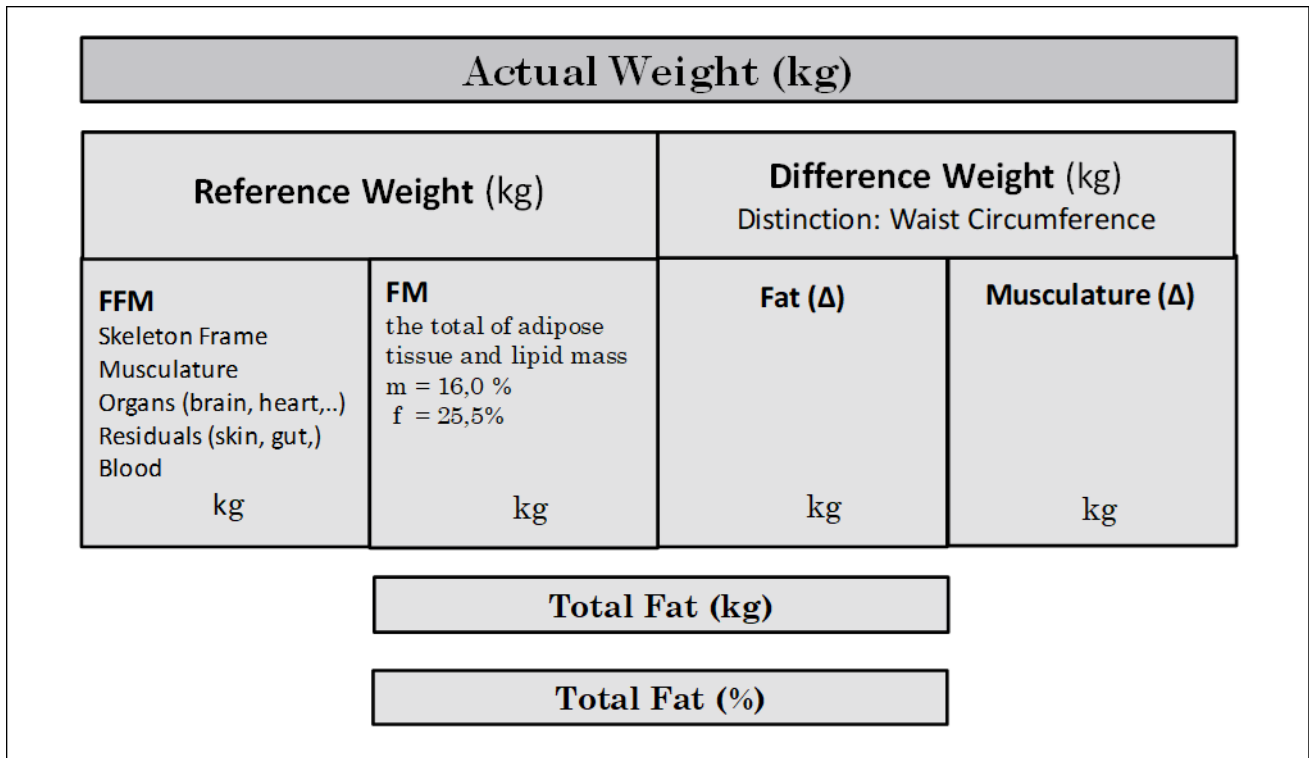 Actual Weight (kg)
Reference Weight (kg)
Difference Weight (kg)
Distinction: Waist Circumference
FFM
Skeleton Frame
Musculature
Organs (brain, heart,..)
Residuals (skin, gut,)
Blood
kg
FM
the total of adipose
tissue and lipid mass
m = 16,0 %
f = 25,5%
kg
Fat (Δ)
kg
Musculature (Δ)
kg
Total Fat (kg)
Total Fat (%)